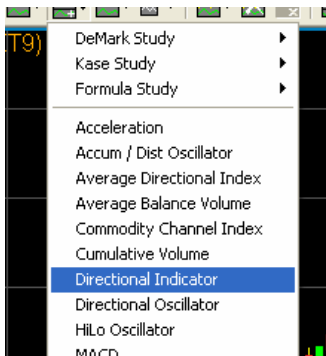 T9)
DeMark Study
Kase Study
Formula Study
Acceleration
Accum / Dist Oscillator
Average Directional Index
Average Balance Volume
Commodity Channel Index
Cumulative Volume
Directional Indicator
Directional Oscillator
HiLo Oscillator
MACD